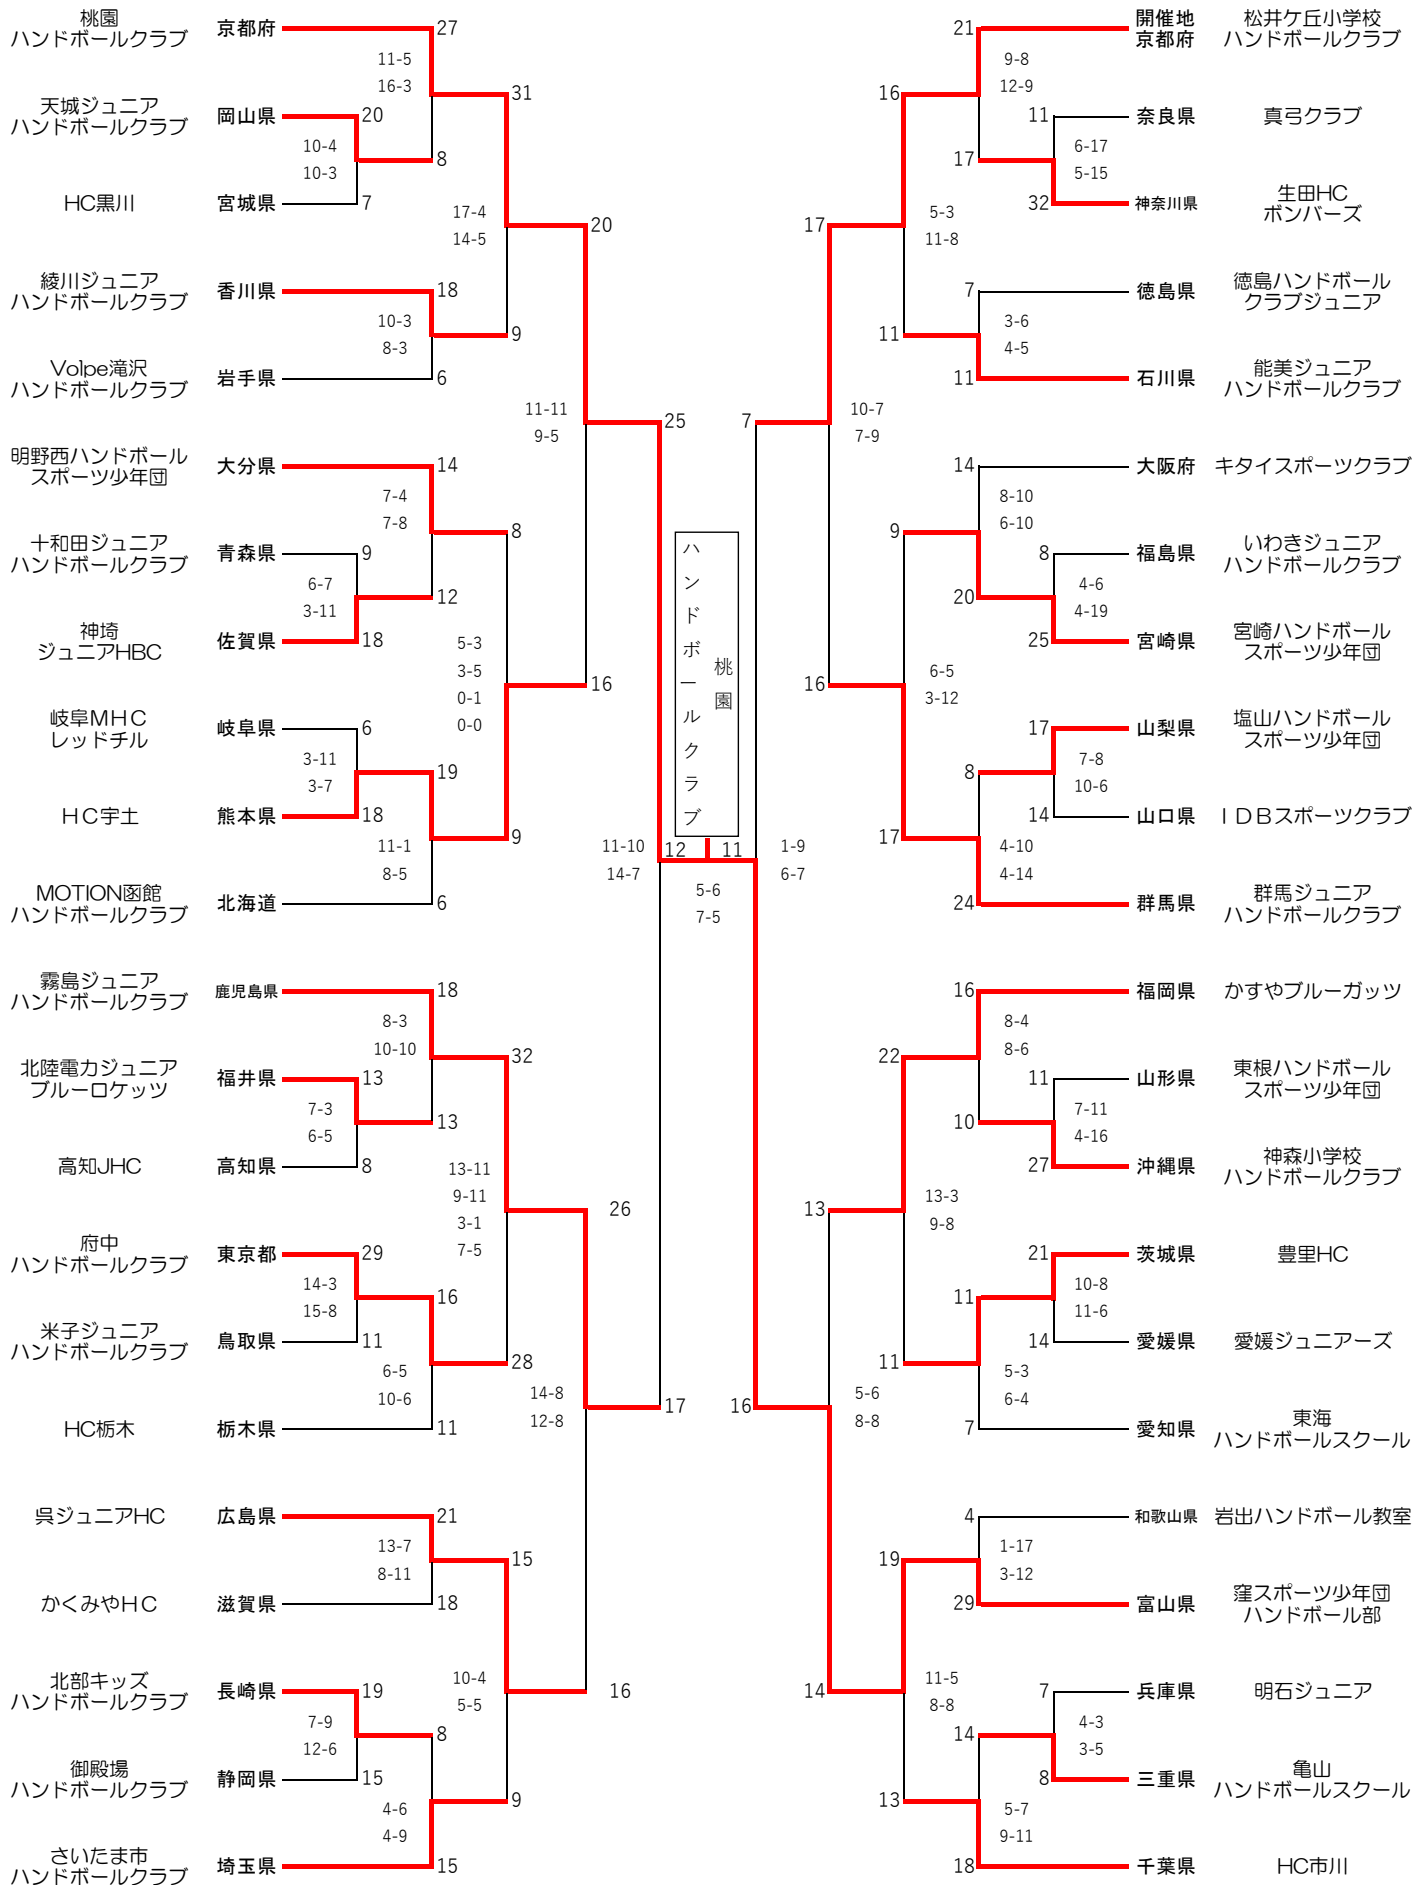 桃園
ハンドボールクラブ
京都府
27
11-5
16-3
31
天城ジュニア
ハンドボールクラブ
岡山県
20
10-4
10-3
8
HC黒川
宮城県
7
17-4
14-5
20
綾川ジュニア
ハンドボールクラブ
香川県
18
10-3
8-3
9
Volpe滝沢
ハンドボールクラブ
岩手県
6
11-11
9-5
25
明野西ハンドボール
スポーツ少年団
大分県
14
7-4
7-8
8
十和田ジュニア
ハンドボールクラブ
青森県
9
6-7
3-11
12
神埼
ジュニアHBC
佐賀県
18
5-3
3-5
0-1
0-0
16
岐阜MHC
レッドチル
岐阜県
6
3-11
3-7
19
HC宇土
熊本県
18
11-1
8-5
9
MOTION函館
ハンドボールクラブ
北海道
6
11-10
14-7
12
霧島ジュニア
ハンドボールクラブ
鹿児島県
18
8-3
10-10
32
北陸電力ジュニア
ブルーロケッツ
福井県
13
7-3
6-5
13
高知JHC
高知県
8
13-11
9-11
3-1
7-5
26
府中
ハンドボールクラブ
東京都
29
14-3
15-8
16
米子ジュニア
ハンドボールクラブ
鳥取県
11
6-5
10-6
28
HC栃木
栃木県
11
14-8
12-8
17
呉ジュニアHC
広島県
21
13-7
8-11
15
かくみやHC
滋賀県
18
10-4
5-5
16
北部キッズ
ハンドボールクラブ
長崎県
19
7-9
12-6
8
御殿場
ハンドボールクラブ
静岡県
15
4-6
4-9
9
さいたま市
ハンドボールクラブ
埼玉県
15
桃園
ハンドボールクラブ
11
5-6
7-5
21
開催地
京都府
松井ケ丘小学校
ハンドボールクラブ
9-8
12-9
16
11
奈良県
真弓クラブ
6-17
5-15
17
32
神奈川県
生田HC
ボンバーズ
17
5-3
11-8
7
徳島県
徳島ハンドボール
クラブジュニア
3-6
4-5
11
11
石川県
能美ジュニア
ハンドボールクラブ
7
10-7
7-9
14
大阪府
キタイスポーツクラブ
8-10
6-10
9
8
福島県
いわきジュニア
ハンドボールクラブ
4-6
4-19
20
25
宮崎県
宮崎ハンドボール
スポーツ少年団
16
6-5
3-12
17
山梨県
塩山ハンドボール
スポーツ少年団
7-8
10-6
8
14
山口県
IDBスポーツクラブ
17
4-10
4-14
24
群馬県
群馬ジュニア
ハンドボールクラブ
1-9
6-7
16
福岡県
かすやブルーガッツ
8-4
8-6
22
11
山形県
東根ハンドボール
スポーツ少年団
7-11
4-16
10
27
沖縄県
神森小学校
ハンドボールクラブ
13
13-3
9-8
21
茨城県
豊里HC
10-8
11-6
11
14
愛媛県
愛媛ジュニアーズ
11
5-3
6-4
7
愛知県
東海
ハンドボールスクール
16
5-6
8-8
4
和歌山県
岩出ハンドボール教室
1-17
3-12
19
29
富山県
窪スポーツ少年団
ハンドボール部
14
11-5
8-8
7
兵庫県
明石ジュニア
4-3
3-5
14
8
三重県
亀山
ハンドボールスクール
13
5-7
9-11
18
千葉県
HC市川